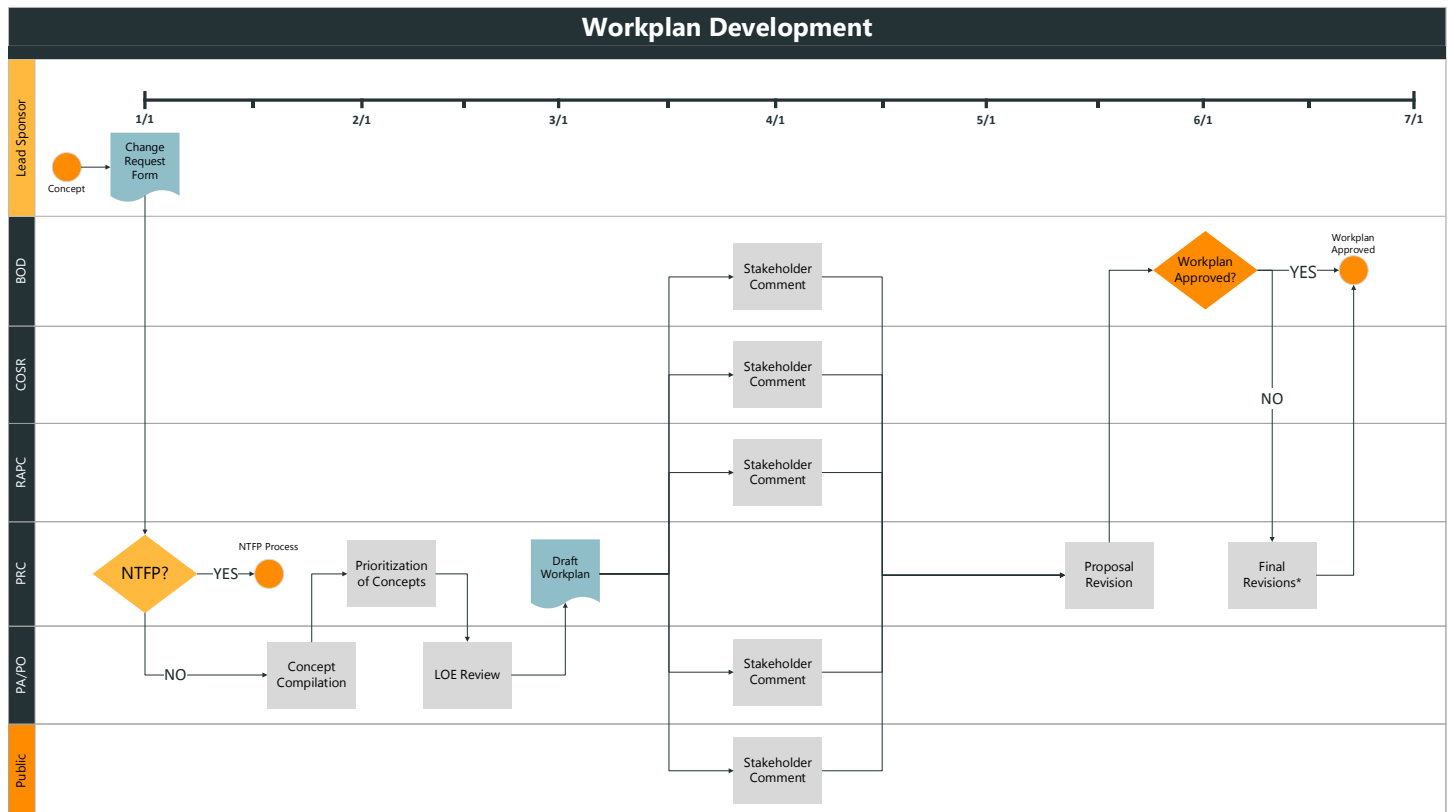 Workplan Development
Lead Sponsor
1/1
2/1
3/1
4/1
5/1
6/1
7/1
Change
Request
Form
Concept
BOD
Stakeholder
Comment
Workplan
Approved?
YES
Workplan
Approved
COSR
Stakeholder
Comment
NO
RAPC
Stakeholder
Comment
PRC
NTFP?
YES
NTFP Process
Prioritization
of Concepts
Draft
Workplan
Proposal
Revision
Final
Revisions*
PA/PO
NO
Concept
Compilation
LOE Review
Stakeholder
Comment
Public
Stakeholder
Comment